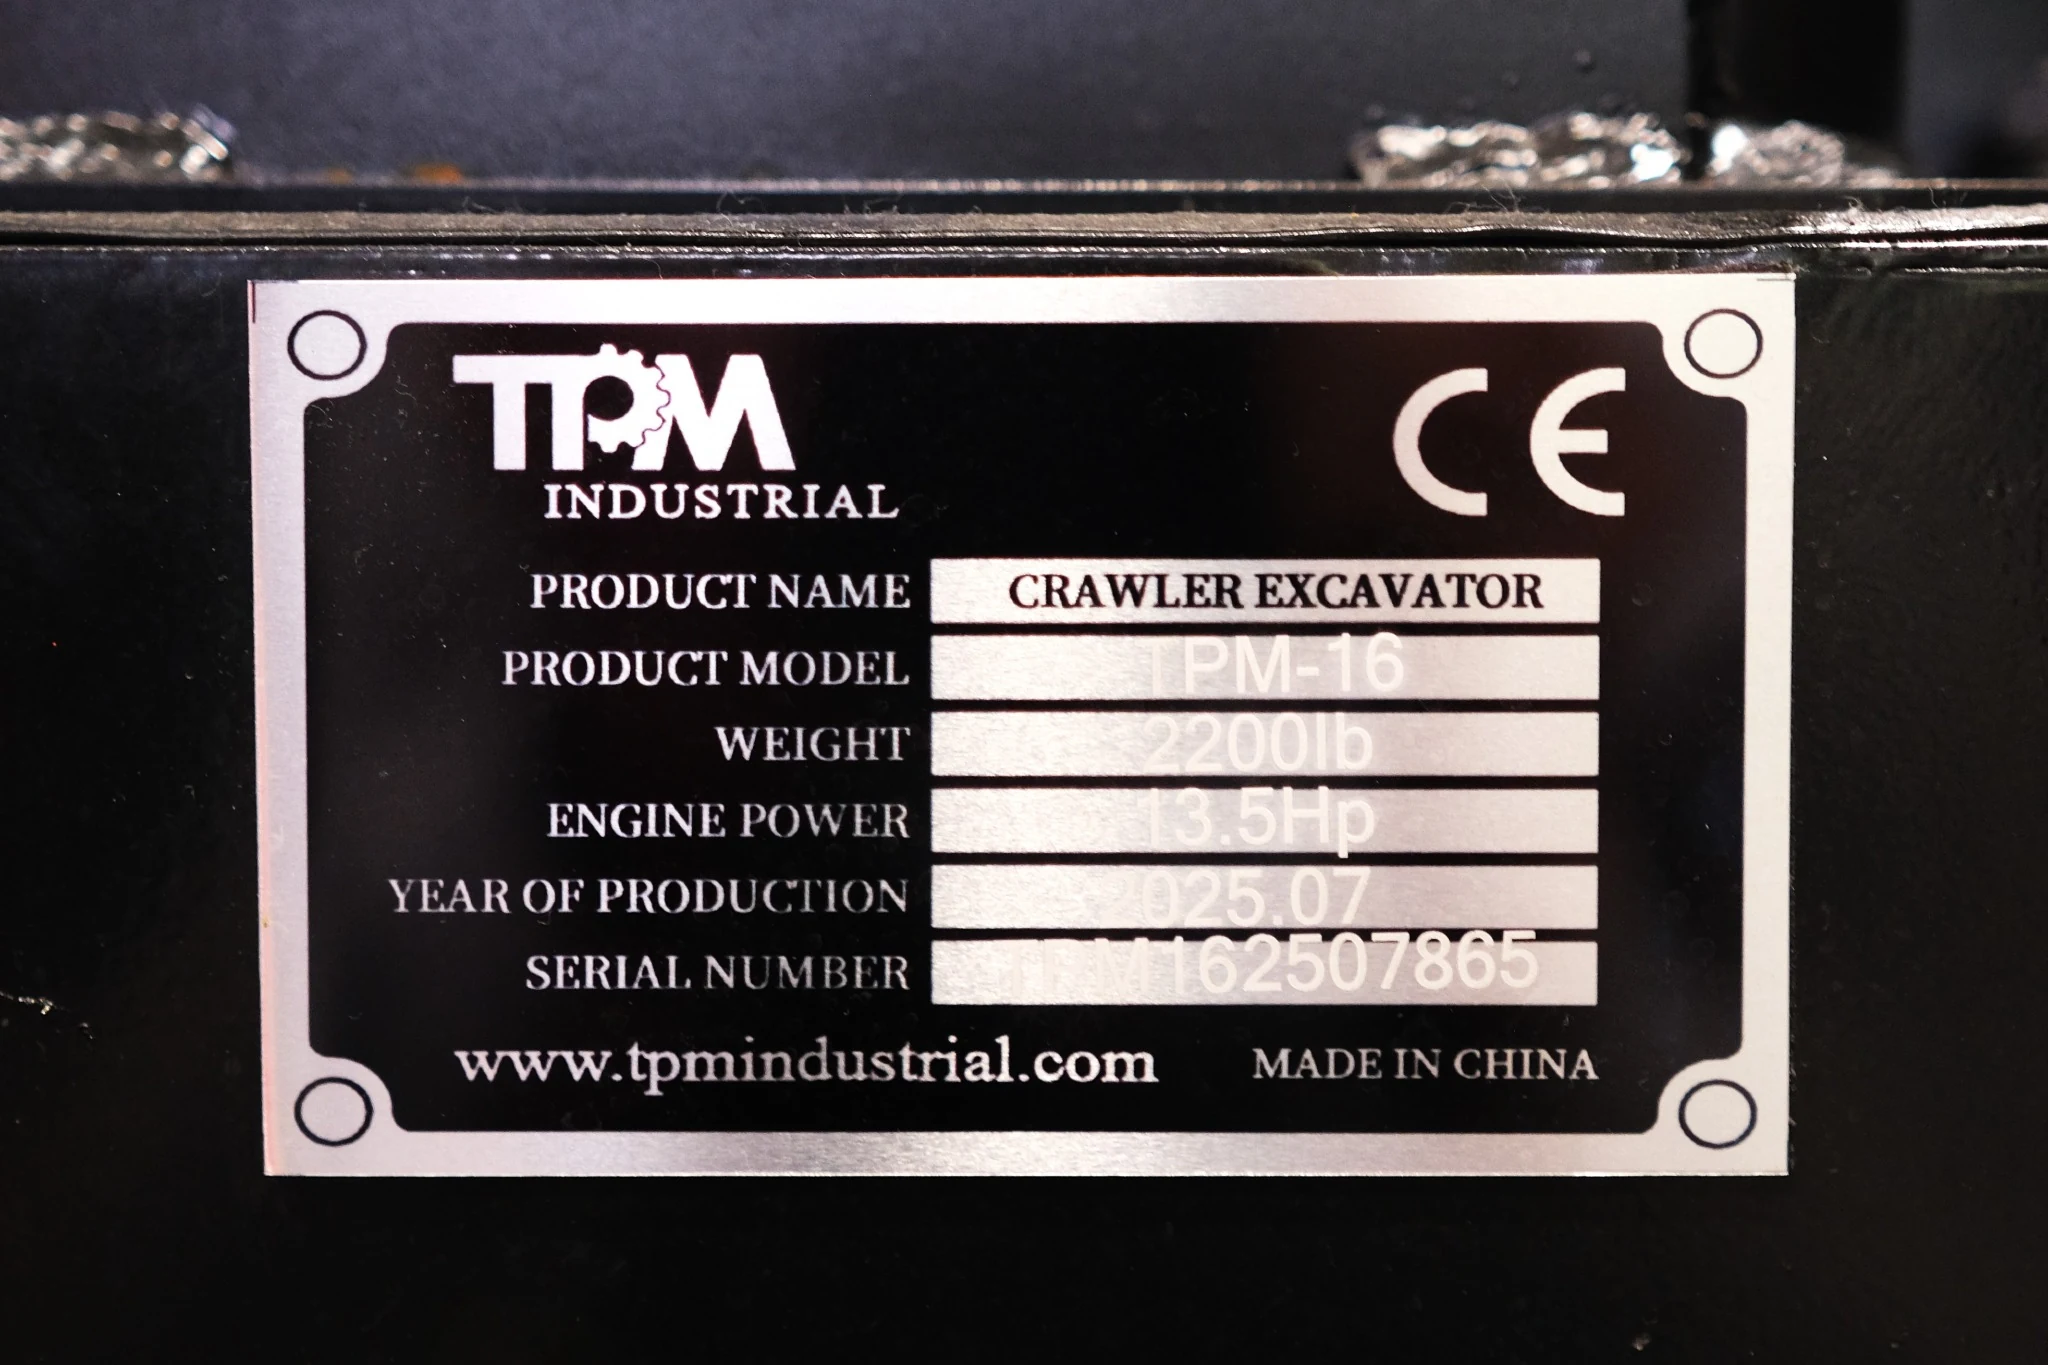 TPM
INDUSTRIAL
CE
PRODUCT NAME CRAWLER EXCAVATOR
PRODUCT MODEL TPM-16
WEIGHT 2200lb
ENGINE POWER 13.5Hp
YEAR OF PRODUCTION 2025.07
SERIAL NUMBER TPM162507865
www.tpmindustrial.com MADE IN CHINA